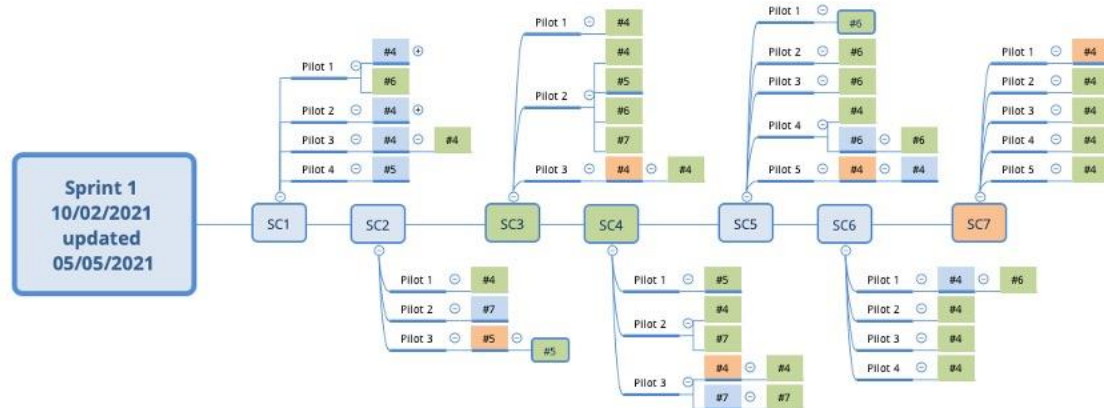 Sprint 1
10/02/2021
updated
05/05/2021
SC1
Pilot 1 #4
#6
Pilot 2 #4
Pilot 3 #4 #4
Pilot 4 #5
SC2
Pilot 1 #4
Pilot 2 #7
Pilot 3 #5 #5
SC3
Pilot 1 #4
Pilot 2 #4
#5
#6
#7
Pilot 3 #4 #4
SC4
Pilot 1 #5
Pilot 2 #4
#7
Pilot 3 #4 #4
#7 #7
SC5
Pilot 1 #6
Pilot 2 #6
Pilot 3 #6
Pilot 4 #4
#6 #6
Pilot 5 #4 #4
SC6
Pilot 1 #4 #6
Pilot 2 #4
Pilot 3 #4
Pilot 4 #4
SC7
Pilot 1 #4
Pilot 2 #4
Pilot 3 #4
Pilot 4 #4
Pilot 5 #4